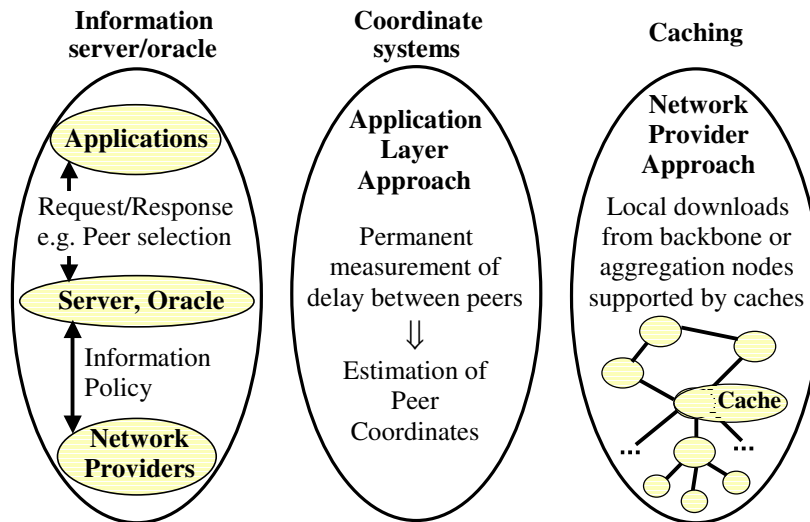 Information
server/oracle
Applications
Request/Response
e.g. Peer selection
Server, Oracle
Information
Policy
Network
Providers
Coordinate
systems
Application
Layer
Approach
Permanent
measurement of
delay between peers
⇓
Estimation of
Peer
Coordinates
Caching
Network
Provider
Approach
Local downloads
from backbone or
aggregation nodes
supported by caches
Cache
...
...